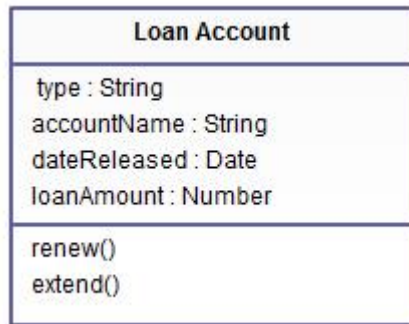 Loan Account
type : String
accountName : String
dateReleased : Date
loanAmount : Number
renew()
extend()